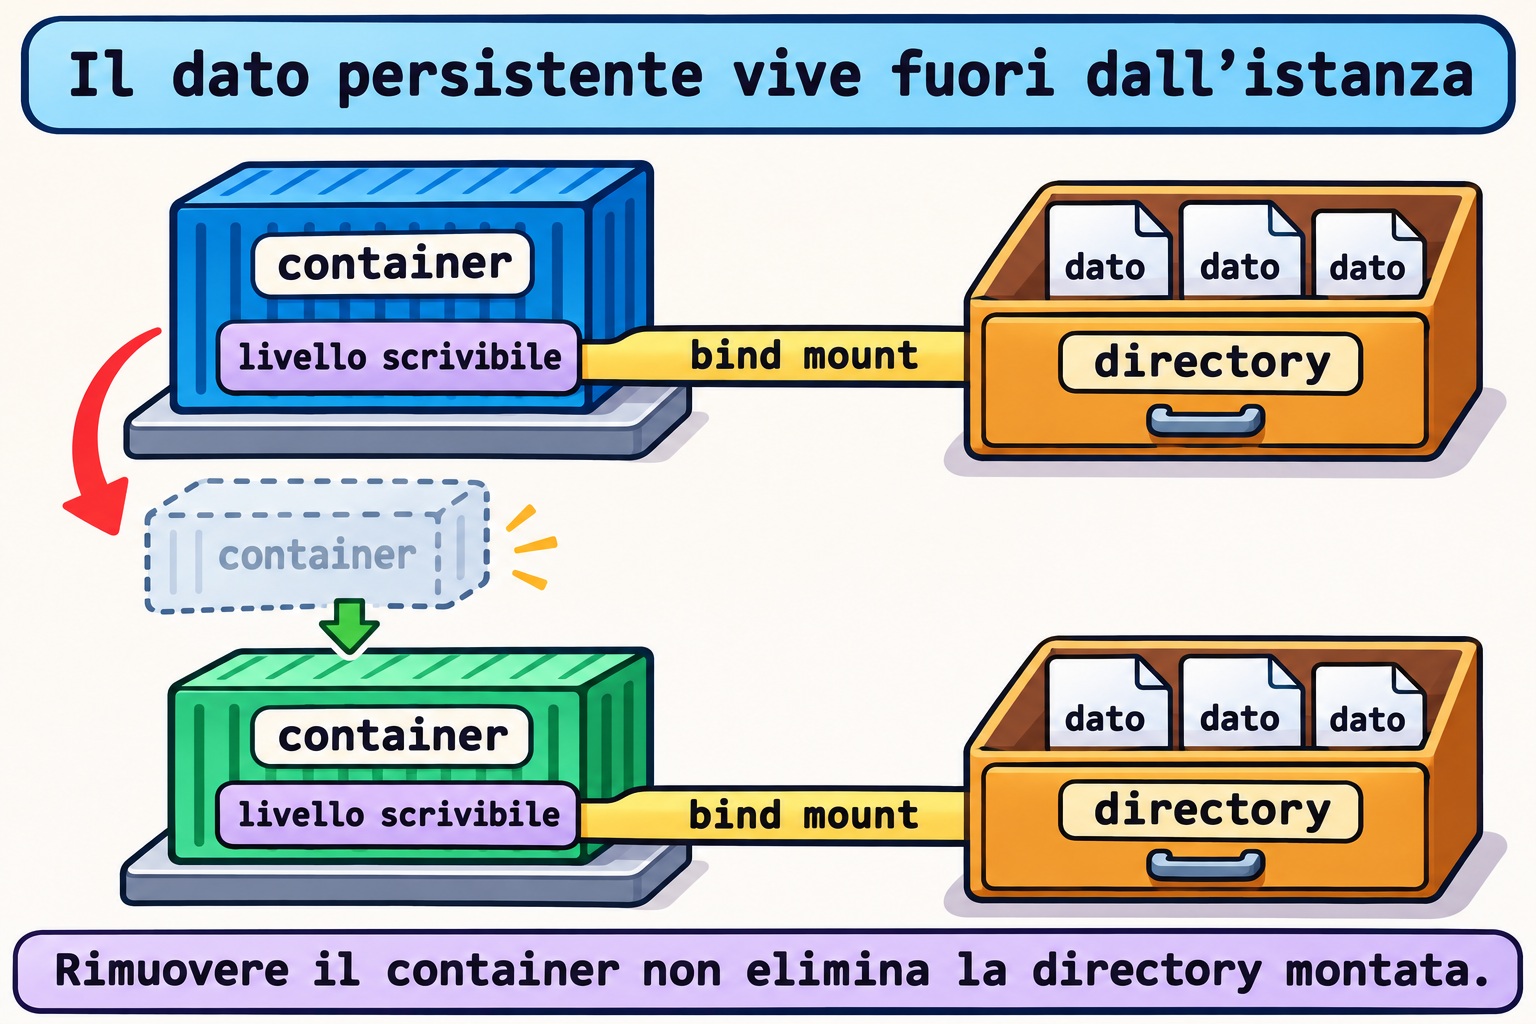 Il dato persistente vive fuori dall’istanza
container
livello scrivibile
bind mount
dato dato dato
directory
container
container
livello scrivibile
bind mount
dato dato dato
directory
Rimuovere il container non elimina la directory montata.